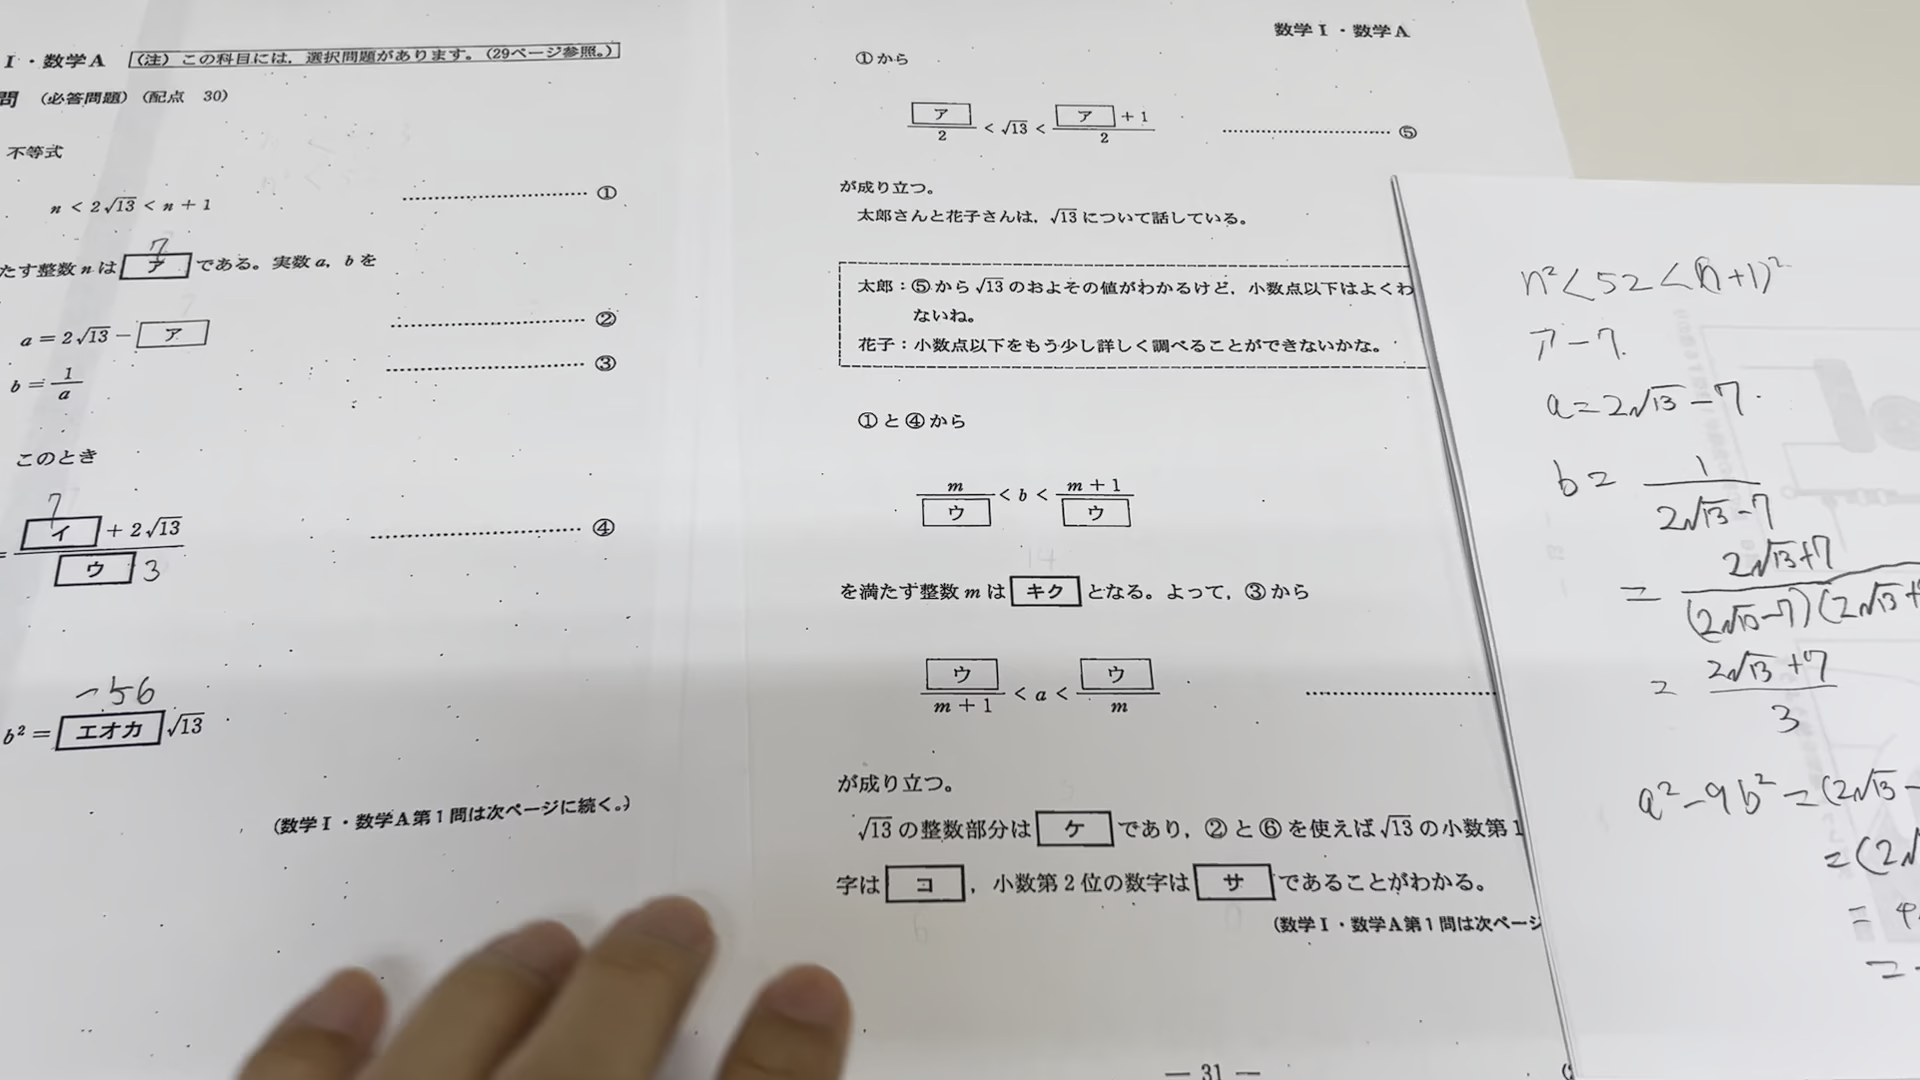 I・数学A (注) この科目には,選択問題があります。(29ページ参照。)
問 (必答問題)(配点 30)
不等式
n < 2√13 < n + 1 ……………… ①
7
たす整数 n は ア である。実数 a, b を
a = 2√13 − ア ……………… ②
b = 1/a ……………… ③
このとき
7
= (イ + 2√13)/ウ 3 ……………… ④
-56
b² = エオカ √13
(数学I・数学A第1問は次ページに続く。)
数学I・数学A
①から
ア/2 < √13 < (ア + 1)/2 ……………… ⑤
が成り立つ。
太郎さんと花子さんは,√13 について話している。
太郎:⑤から√13 のおよその値がわかるけど,小数点以下はよくわ
ないね。
花子:小数点以下をもう少し詳しく調べることができないかな。
①と④から
m/ウ < b < (m + 1)/ウ
14
を満たす整数 m は キク となる。よって,③から
ウ/(m + 1) < a < ウ/m ………………
が成り立つ。
√13 の整数部分は ケ であり,②と⑥を使えば√13 の小数第1
字は コ ,小数第2位の数字は サ であることがわかる。
6
(数学I・数学A第1問は次ページ
— 31 —
n² < 52 < (n+1)²
ア − 7.
a = 2√13 − 7.
b = 1/(2√13 − 7)
= (2√13 + 7)/(2√13 − 7)(2√13 +
= (2√13 + 7)/3
a² − 9b² = (2√13 −
= (2√
= 4
= -